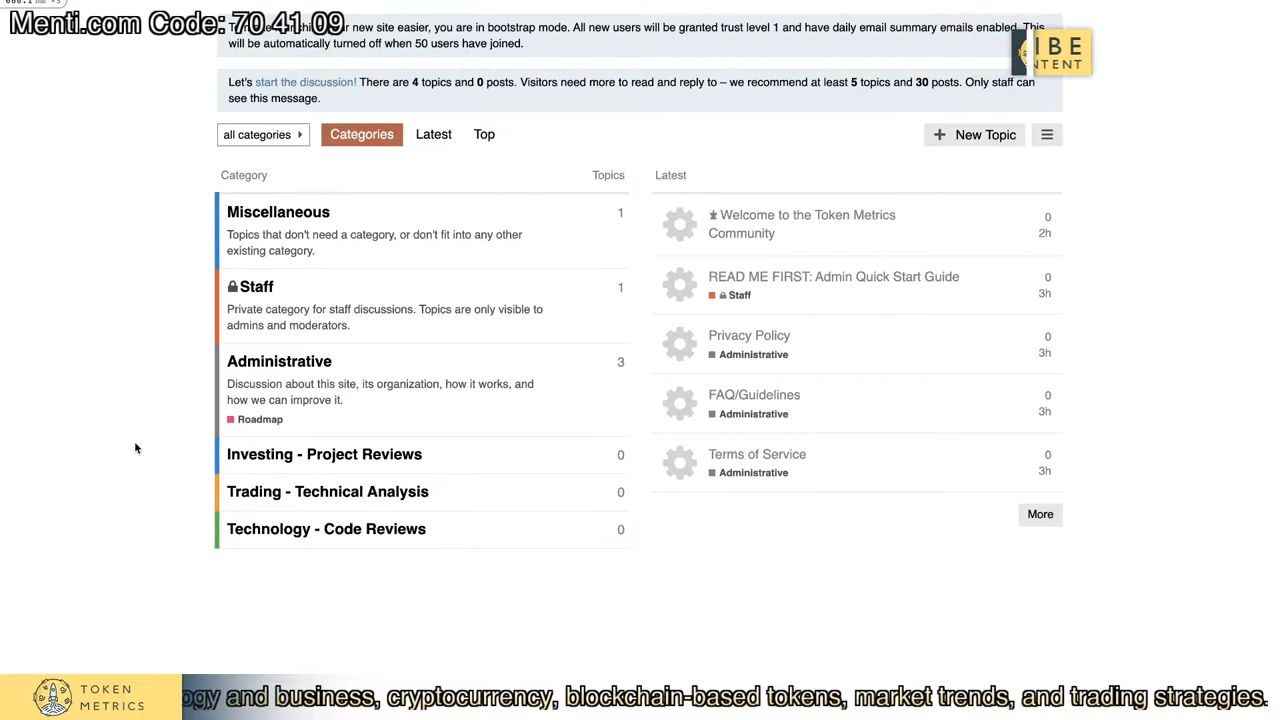 Menti.com Code: 70 41 09
new site easier, you are in bootstrap mode. All new users will be granted trust level 1 and have daily email summary emails enabled. This
will be automatically turned off when 50 users have joined.
IBE
NTENT
Let's start the discussion! There are 4 topics and 0 posts. Visitors need more to read and reply to – we recommend at least 5 topics and 30 posts. Only staff can
see this message.
all categories
Categories
Latest
Top
+ New Topic
Category
Topics
Miscellaneous
1
Topics that don't need a category, or don't fit into any other
existing category.
Staff
1
Private category for staff discussions. Topics are only visible to
admins and moderators.
Administrative
3
Discussion about this site, its organization, how it works, and
how we can improve it.
Roadmap
Investing - Project Reviews
0
Trading - Technical Analysis
0
Technology - Code Reviews
0
Latest
Welcome to the Token Metrics
Community
0
2h
READ ME FIRST: Admin Quick Start Guide
Staff
0
3h
Privacy Policy
Administrative
0
3h
FAQ/Guidelines
Administrative
0
3h
Terms of Service
Administrative
0
3h
More
TOKEN
METRICS
ogy and business, cryptocurrency, blockchain-based tokens, market trends, and trading strategies.